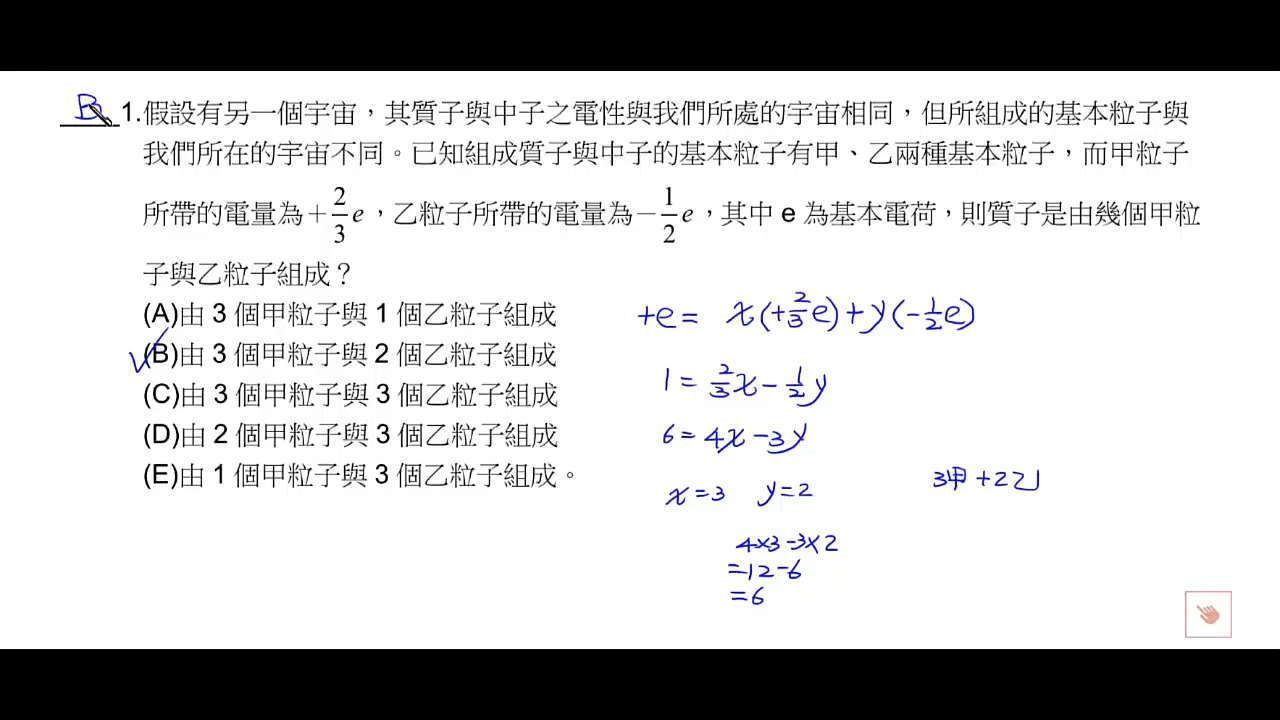 B 1.假設有另一個宇宙，其質子與中子之電性與我們所處的宇宙相同，但所組成的基本粒子與
我們所在的宇宙不同。已知組成質子與中子的基本粒子有甲、乙兩種基本粒子，而甲粒子
所帶的電量為+2/3 e，乙粒子所帶的電量為−1/2 e，其中 e 為基本電荷，則質子是由幾個甲粒
子與乙粒子組成？
(A)由 3 個甲粒子與 1 個乙粒子組成
(B)由 3 個甲粒子與 2 個乙粒子組成
(C)由 3 個甲粒子與 3 個乙粒子組成
(D)由 2 個甲粒子與 3 個乙粒子組成
(E)由 1 個甲粒子與 3 個乙粒子組成。
+e = x(+2/3 e)+y(-1/2 e)
1 = 2/3 x - 1/2 y
6 = 4x -3y
x=3 y=2
3甲+2乙
4x3-3x2
=12-6
=6